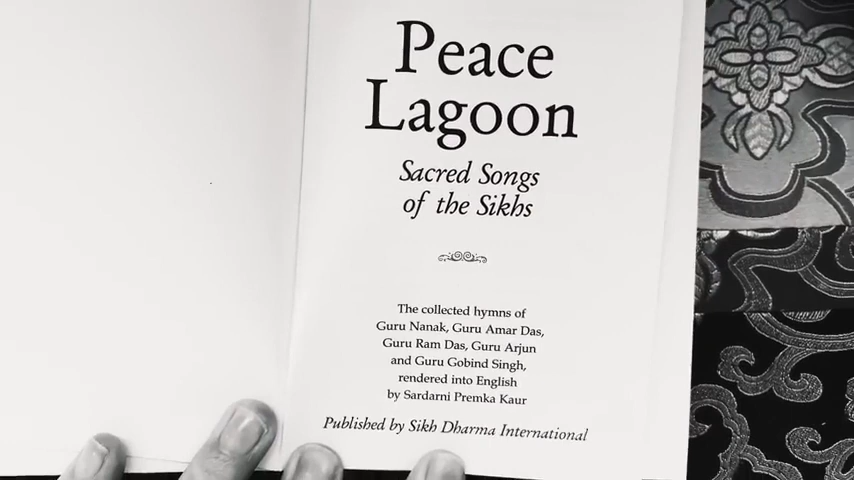 Peace
Lagoon
Sacred Songs
of the Sikhs
The collected hymns of
Guru Nanak, Guru Amar Das,
Guru Ram Das, Guru Arjun
and Guru Gobind Singh,
rendered into English
by Sardarni Premka Kaur
Published by Sikh Dharma International